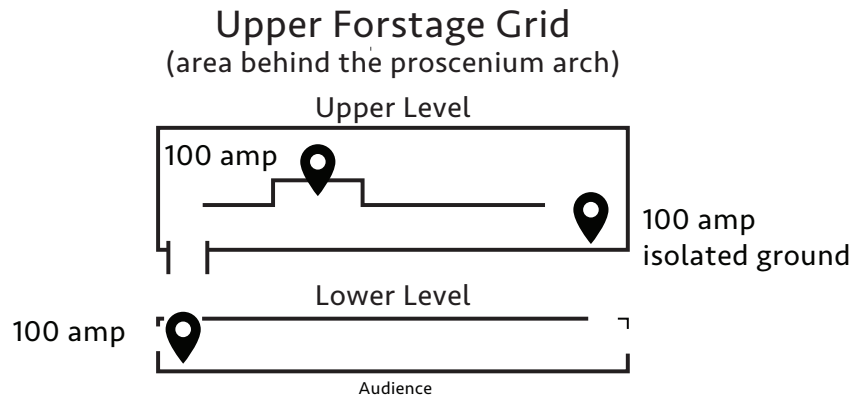 Upper Forstage Grid
(area behind the proscenium arch)
Upper Level
100 amp
100 amp
isolated ground
Lower Level
100 amp
Audience